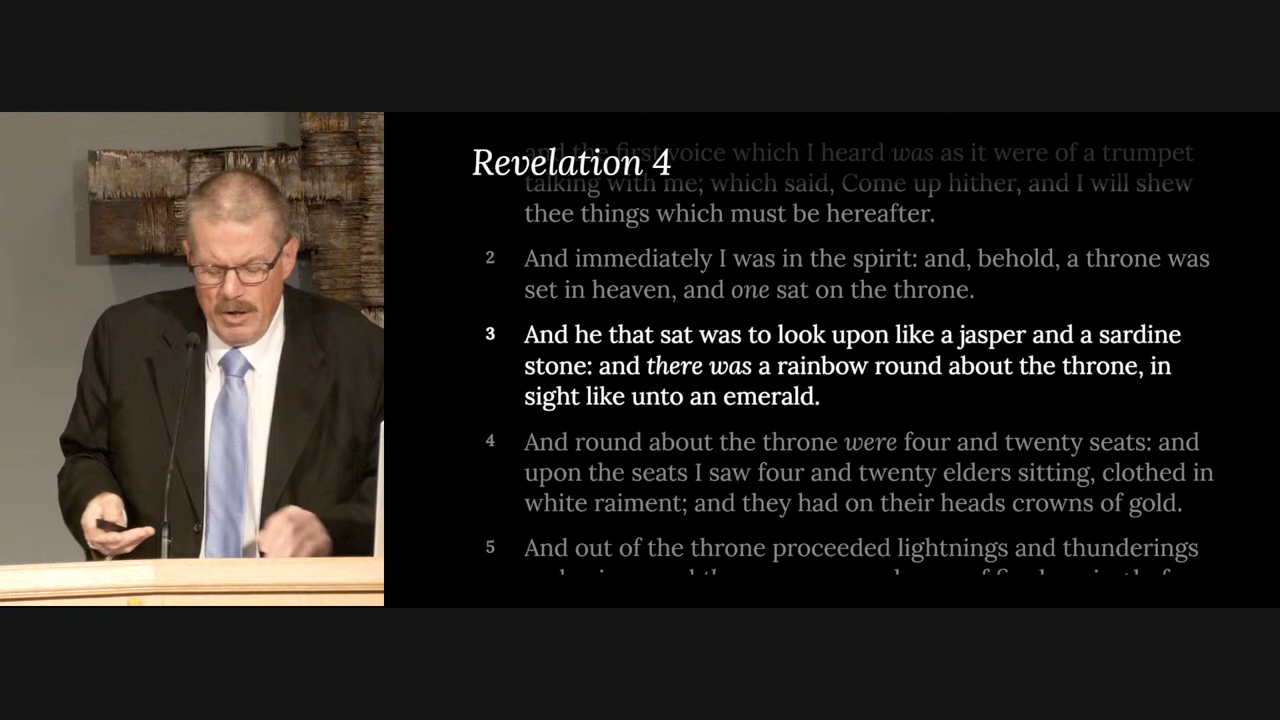 Revelation 4
and the first voice which I heard was as it were of a trumpet
talking with me; which said, Come up hither, and I will shew
thee things which must be hereafter.
2 And immediately I was in the spirit: and, behold, a throne was
set in heaven, and one sat on the throne.
3 And he that sat was to look upon like a jasper and a sardine
stone: and there was a rainbow round about the throne, in
sight like unto an emerald.
4 And round about the throne were four and twenty seats: and
upon the seats I saw four and twenty elders sitting, clothed in
white raiment; and they had on their heads crowns of gold.
5 And out of the throne proceeded lightnings and thunderings